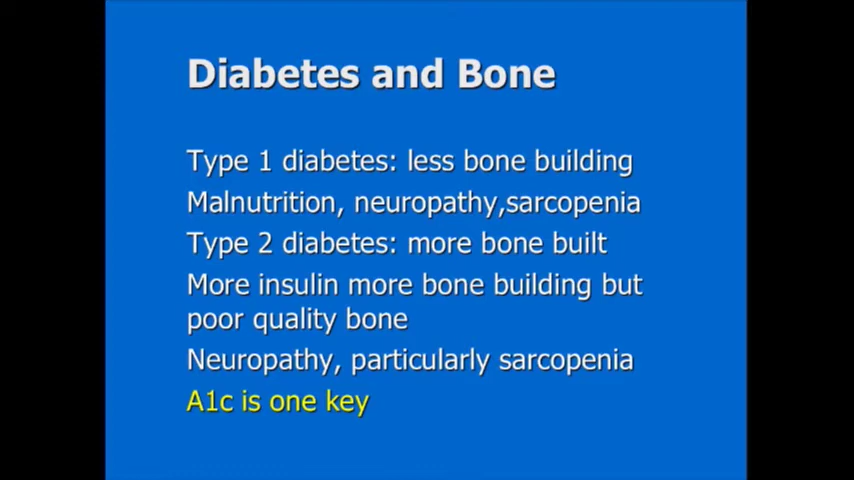 Diabetes and Bone
Type 1 diabetes: less bone building
Malnutrition, neuropathy,sarcopenia
Type 2 diabetes: more bone built
More insulin more bone building but
poor quality bone
Neuropathy, particularly sarcopenia
A1c is one key